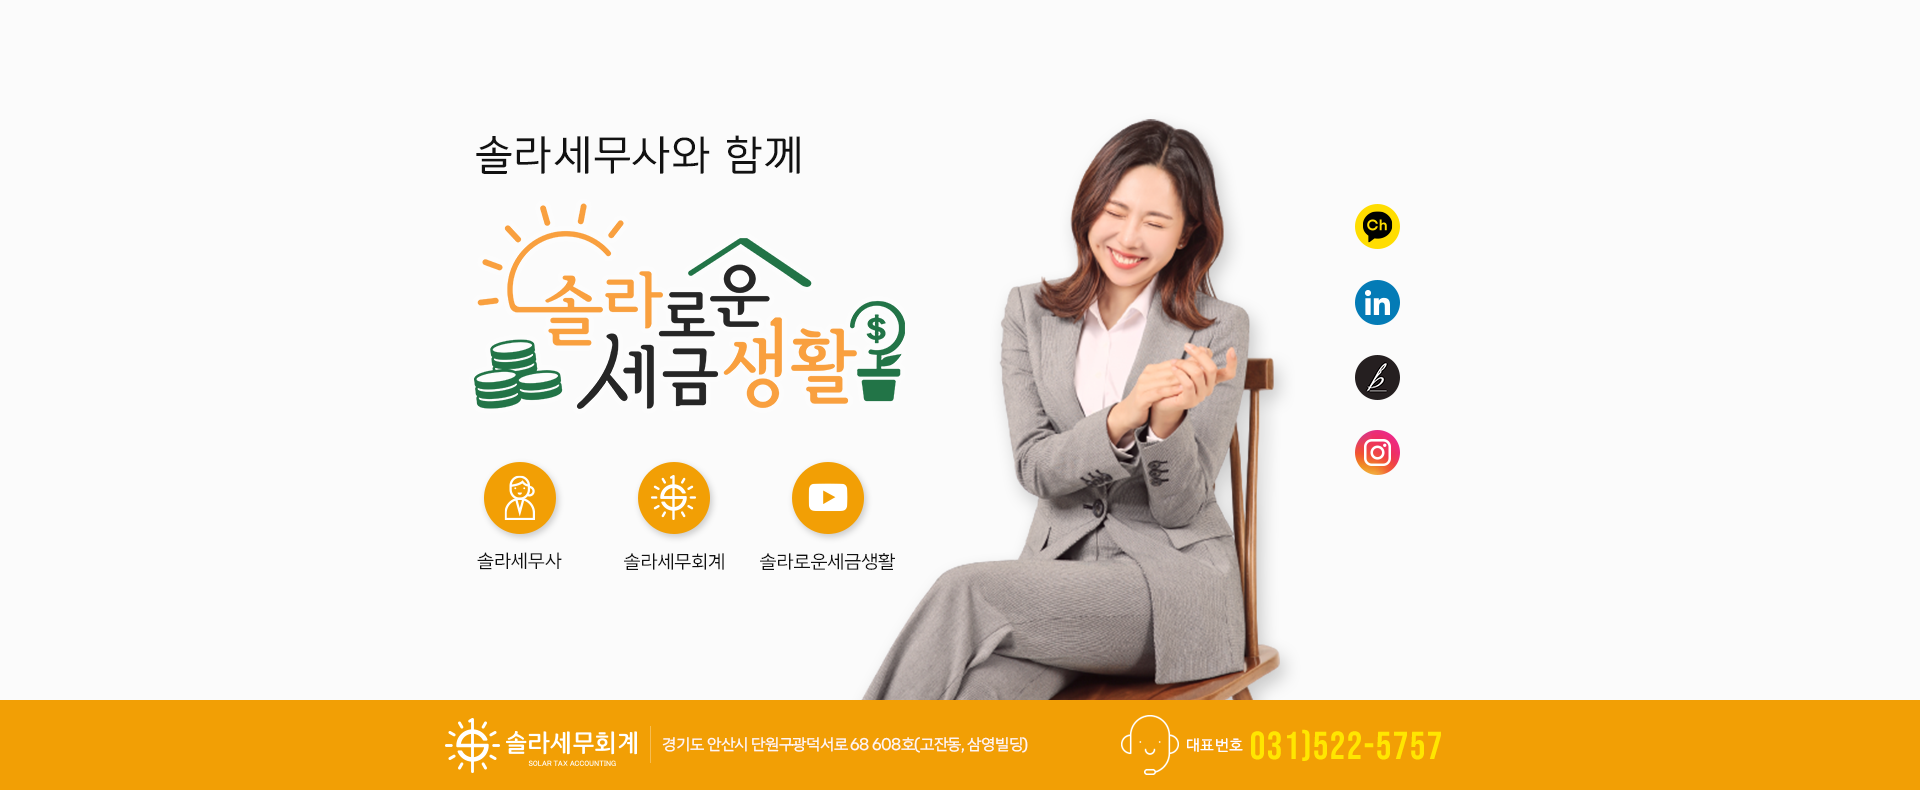 솔라세무사와 함께
솔라로운
세금생활
$
Ch
in
b
솔라세무사
솔라세무회계
솔라로운세금생활
솔라세무회계
SOLAR TAX ACCOUNTING
경기도 안산시 단원구광덕서로 68 608호(고잔동, 삼영빌딩)
대표번호 031)522-5757